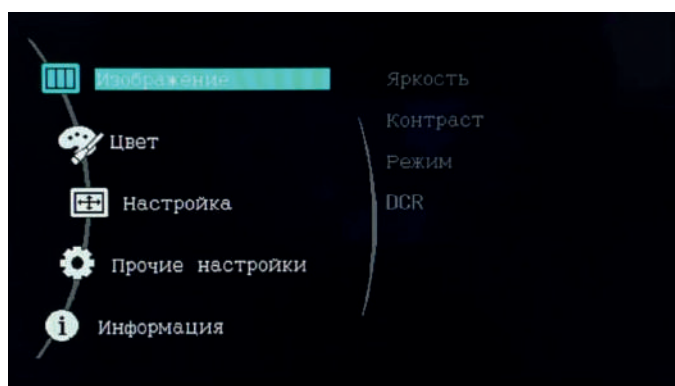 Изображение
Цвет
Настройка
Прочие настройки
Информация
Яркость
Контраст
Режим
DCR